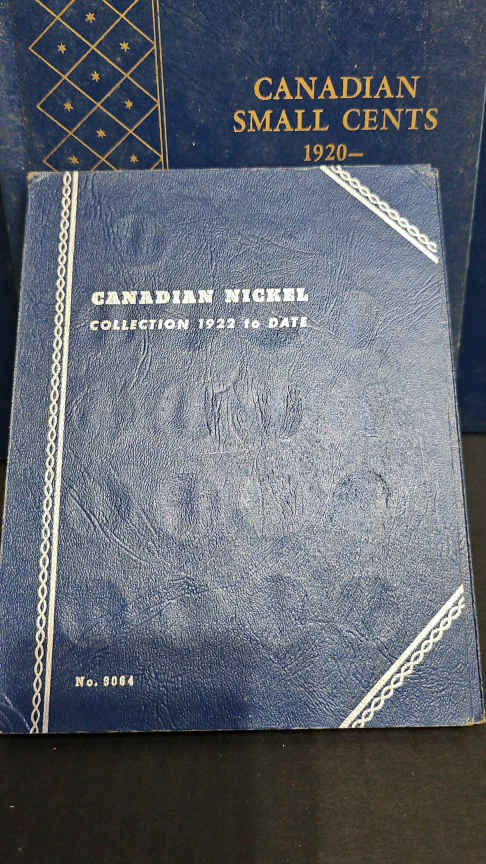 CANADIAN
SMALL CENTS
1920–
CANADIAN NICKEL
COLLECTION 1922 to DATE
No. 9064